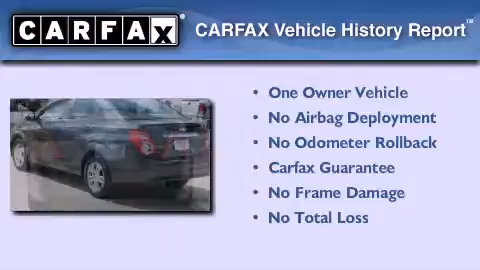 CARFAX® CARFAX Vehicle History Report™
• One Owner Vehicle
• No Airbag Deployment
• No Odometer Rollback
• Carfax Guarantee
• No Frame Damage
• No Total Loss